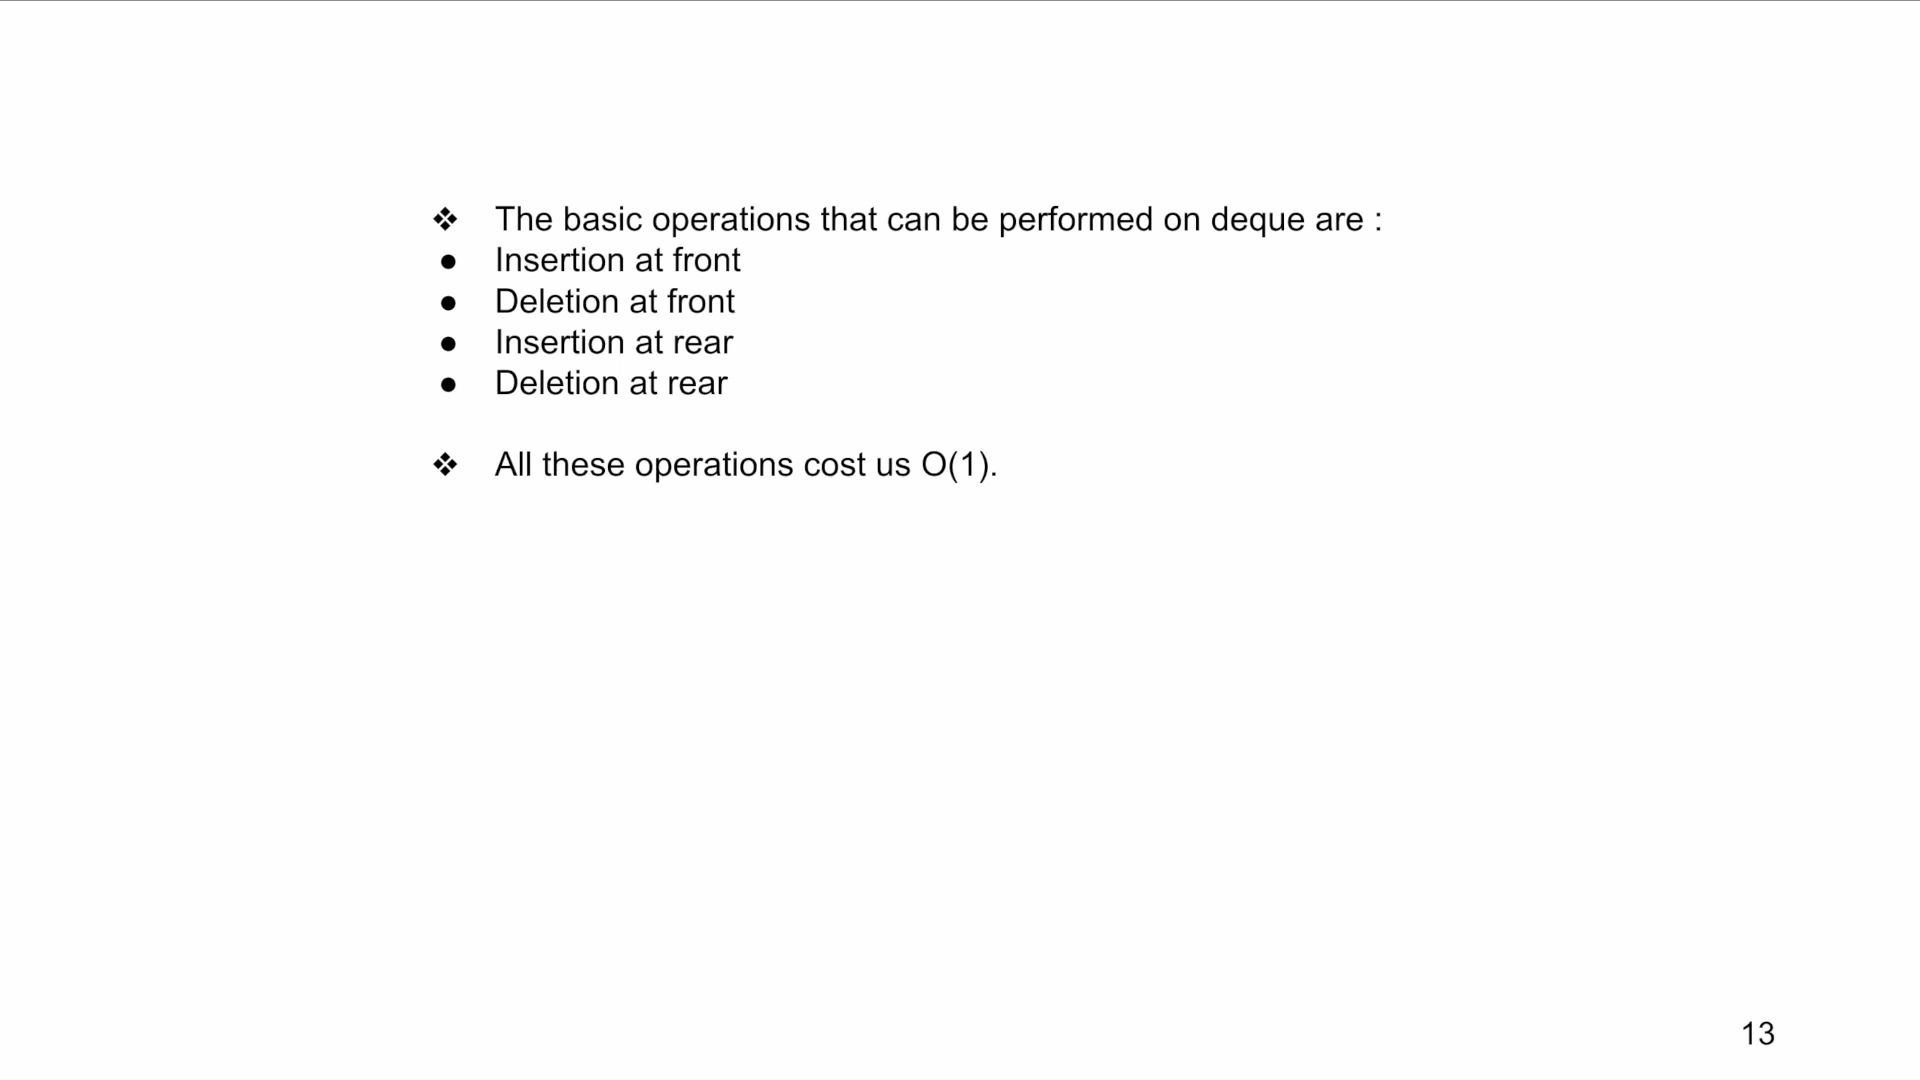 ❖ The basic operations that can be performed on deque are :
● Insertion at front
● Deletion at front
● Insertion at rear
● Deletion at rear
❖ All these operations cost us O(1).
13